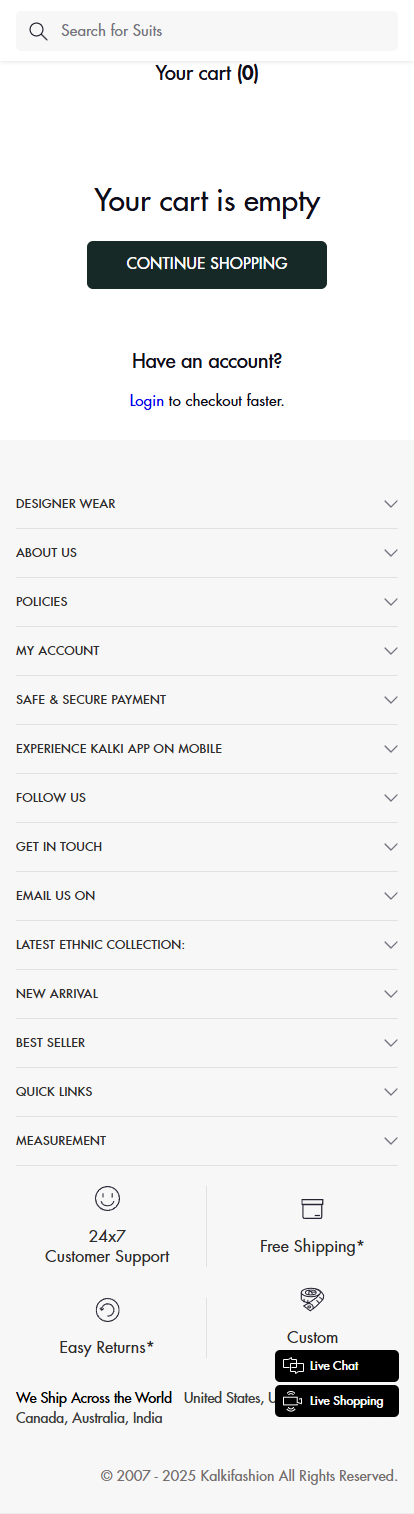 Search for Suits
Your cart (0)
Your cart is empty
CONTINUE SHOPPING
Have an account?
Login to checkout faster.
DESIGNER WEAR
ABOUT US
POLICIES
MY ACCOUNT
SAFE & SECURE PAYMENT
EXPERIENCE KALKI APP ON MOBILE
FOLLOW US
GET IN TOUCH
EMAIL US ON
LATEST ETHNIC COLLECTION:
NEW ARRIVAL
BEST SELLER
QUICK LINKS
MEASUREMENT
24x7
Customer Support
Free Shipping*
Easy Returns*
Custom
Live Chat
Live Shopping
We Ship Across the World United States,
Canada, Australia, India
© 2007 - 2025 Kalkifashion All Rights Reserved.